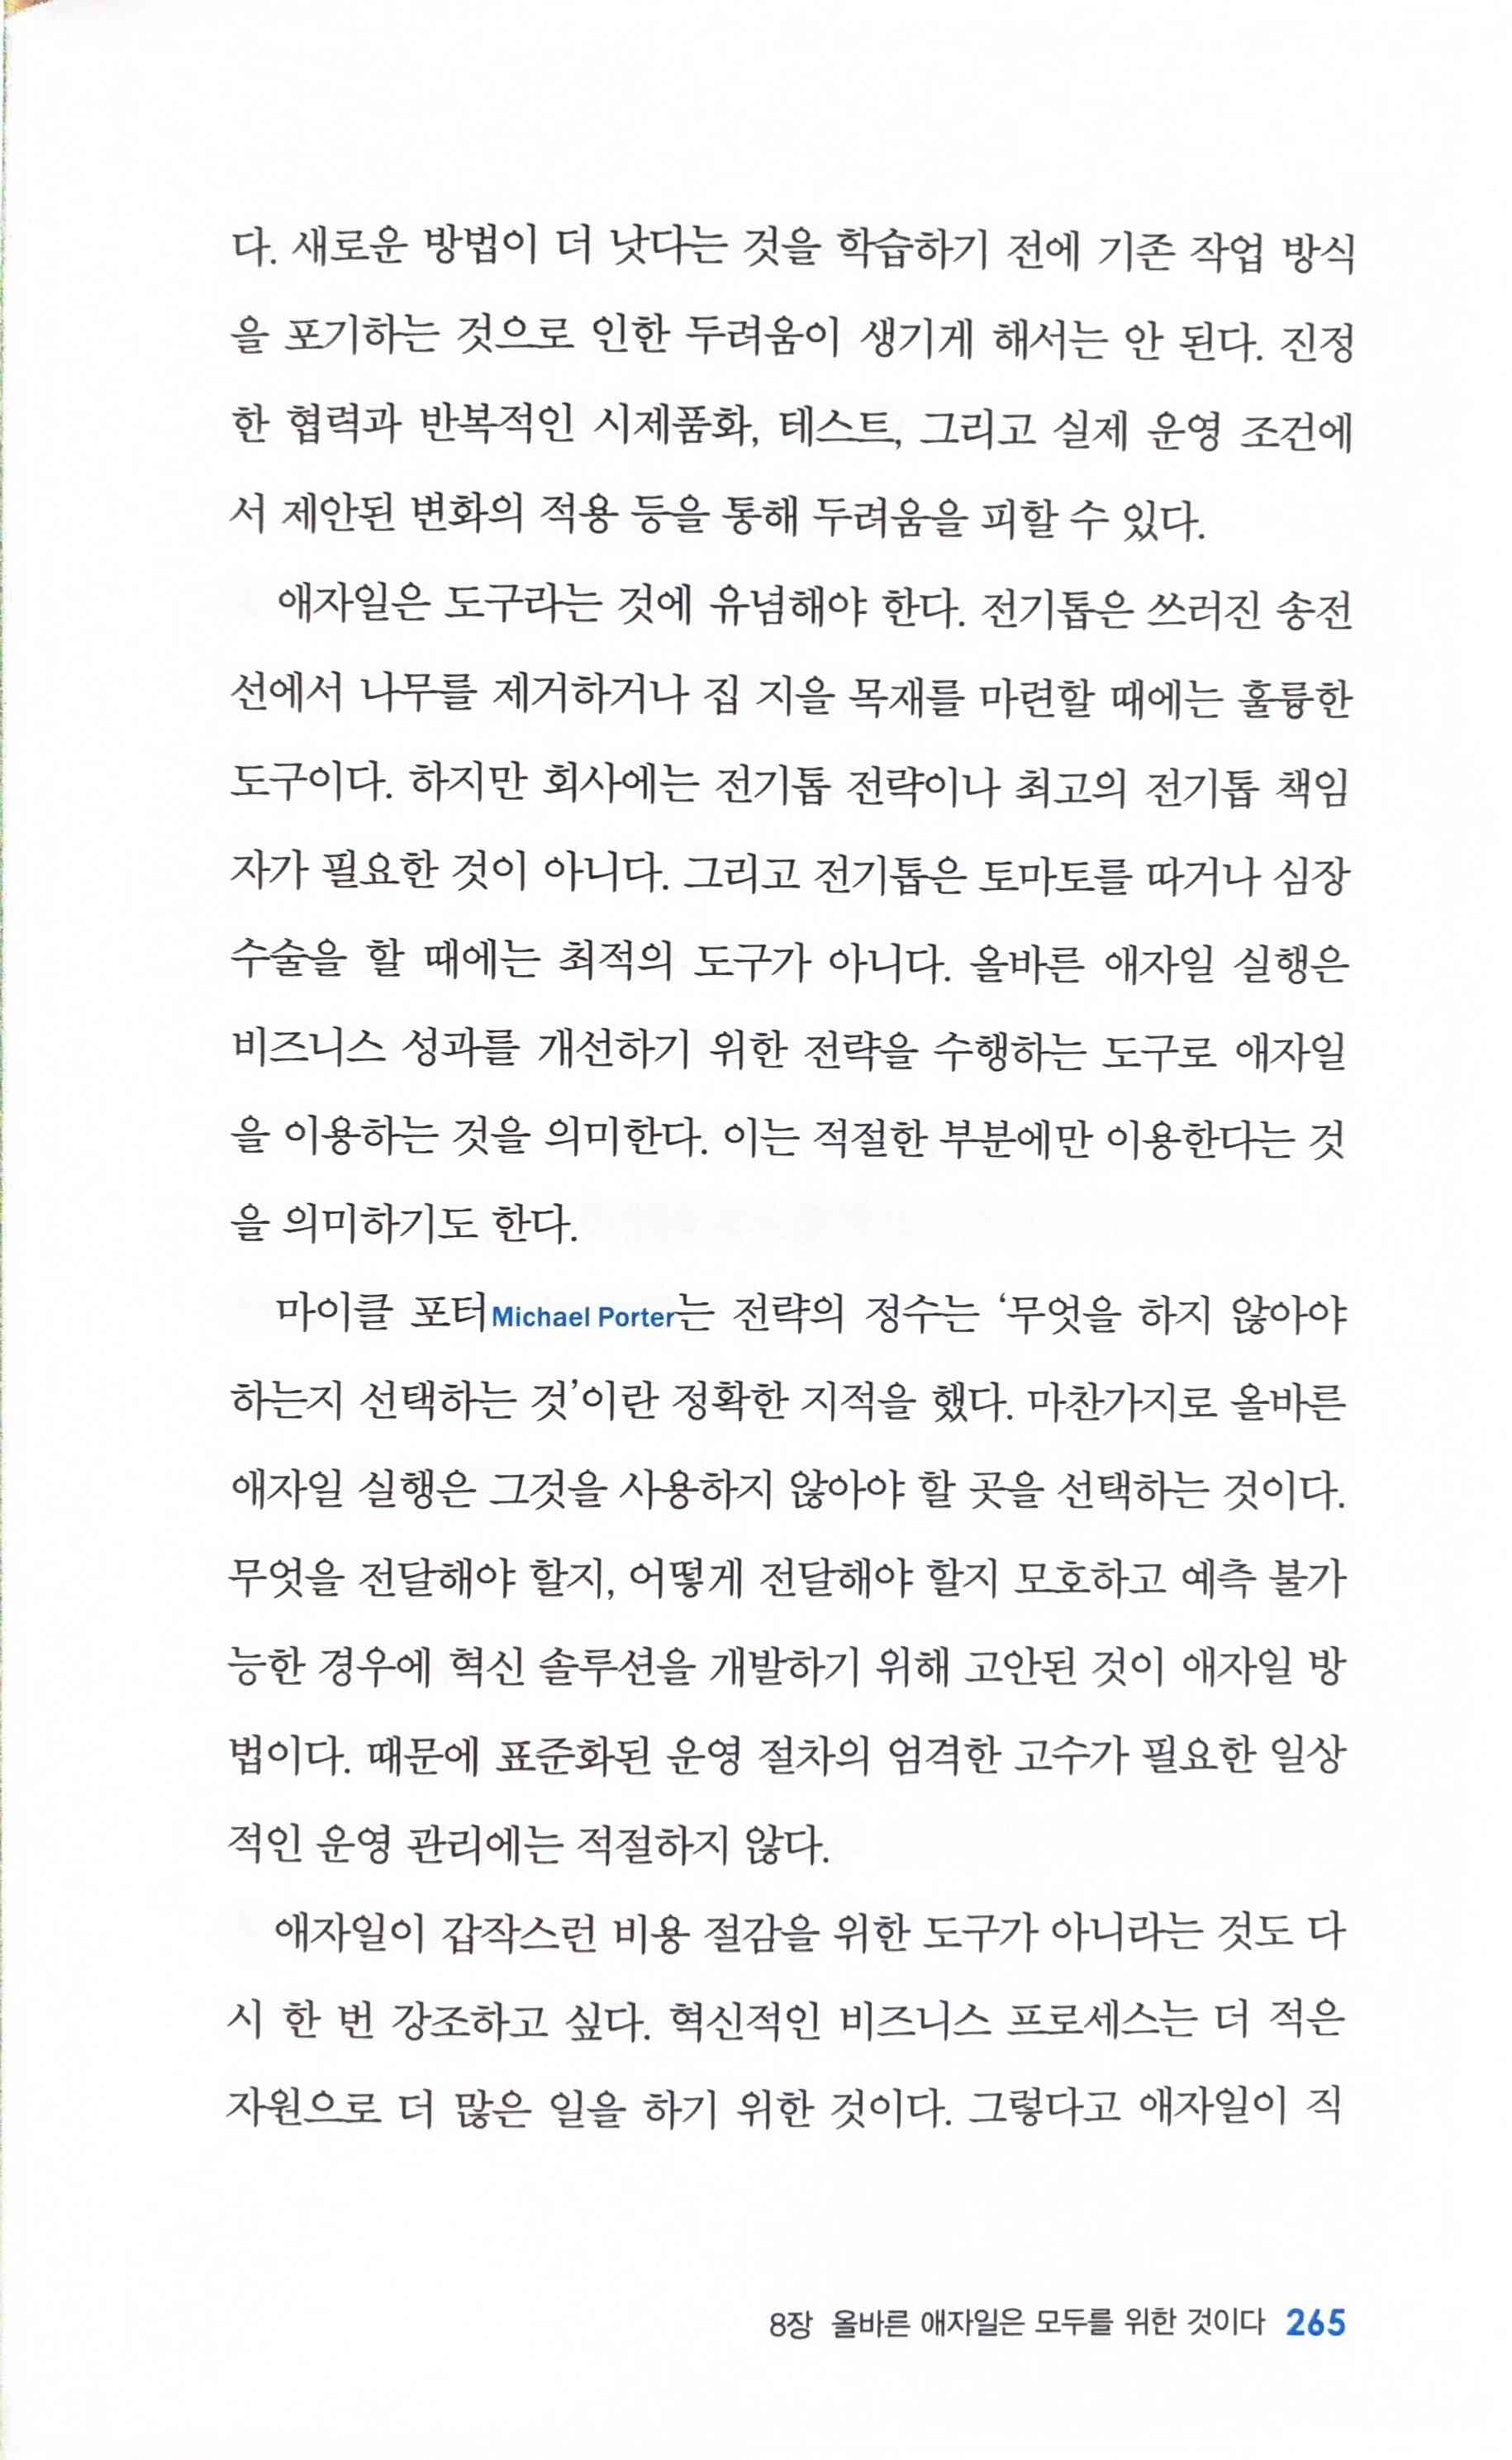 다. 새로운 방법이 더 낫다는 것을 학습하기 전에 기존 작업 방식
을 포기하는 것으로 인한 두려움이 생기게 해서는 안 된다. 진정
한 협력과 반복적인 시제품화, 테스트, 그리고 실제 운영 조건에
서 제안된 변화의 적용 등을 통해 두려움을 피할 수 있다.
애자일은 도구라는 것에 유념해야 한다. 전기톱은 쓰러진 송전
선에서 나무를 제거하거나 집 지을 목재를 마련할 때에는 훌륭한
도구이다. 하지만 회사에는 전기톱 전략이나 최고의 전기톱 책임
자가 필요한 것이 아니다. 그리고 전기톱은 토마토를 따거나 심장
수술을 할 때에는 최적의 도구가 아니다. 올바른 애자일 실행은
비즈니스 성과를 개선하기 위한 전략을 수행하는 도구로 애자일
을 이용하는 것을 의미한다. 이는 적절한 부분에만 이용한다는 것
을 의미하기도 한다.
마이클 포터Michael Porter는 전략의 정수는 ‘무엇을 하지 않아야
하는지 선택하는 것’이란 정확한 지적을 했다. 마찬가지로 올바른
애자일 실행은 그것을 사용하지 않아야 할 곳을 선택하는 것이다.
무엇을 전달해야 할지, 어떻게 전달해야 할지 모호하고 예측 불가
능한 경우에 혁신 솔루션을 개발하기 위해 고안된 것이 애자일 방
법이다. 때문에 표준화된 운영 절차의 엄격한 고수가 필요한 일상
적인 운영 관리에는 적절하지 않다.
애자일이 갑작스런 비용 절감을 위한 도구가 아니라는 것도 다
시 한 번 강조하고 싶다. 혁신적인 비즈니스 프로세스는 더 적은
자원으로 더 많은 일을 하기 위한 것이다. 그렇다고 애자일이 직
8장 올바른 애자일은 모두를 위한 것이다 265